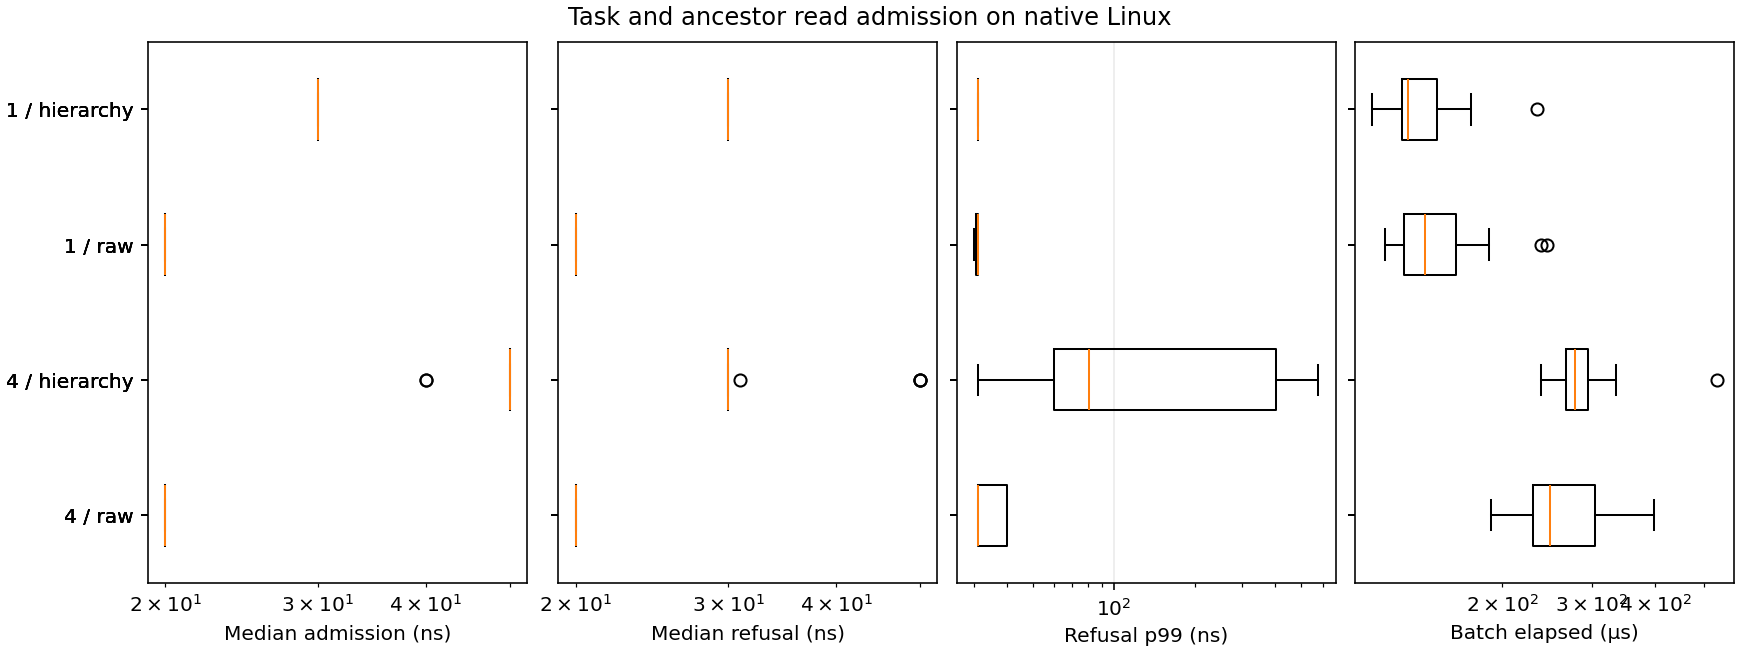 Task and ancestor read admission on native Linux
1 / hierarchy
1 / raw
4 / hierarchy
4 / raw
2 × 10¹ 3 × 10¹ 4 × 10¹
Median admission (ns)
2 × 10¹ 3 × 10¹ 4 × 10¹
Median refusal (ns)
10²
Refusal p99 (ns)
2 × 10² 3 × 10² 4 × 10²
Batch elapsed (µs)